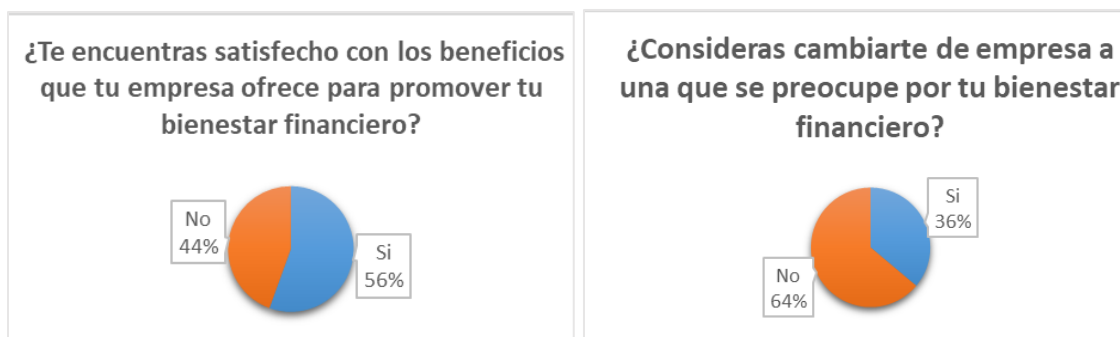 ¿Te encuentras satisfecho con los beneficios
que tu empresa ofrece para promover tu
bienestar financiero?
No
44%
Si
56%
¿Consideras cambiarte de empresa a
una que se preocupe por tu bienestar
financiero?
Si
36%
No
64%